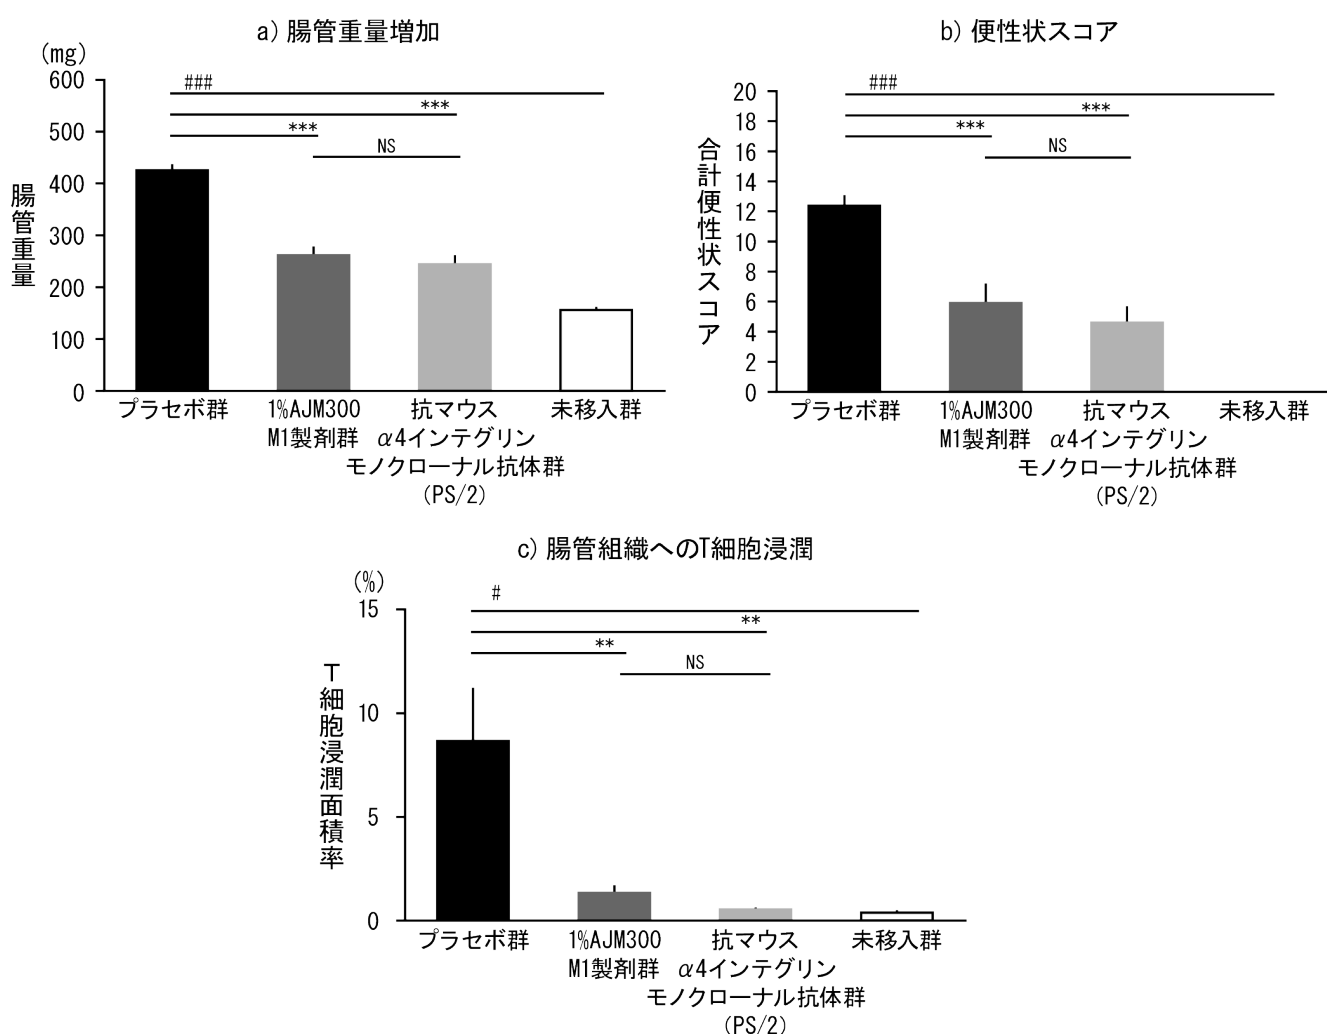 a) 腸管重量増加
(mg)
600
500
400
300
200
100
0
腸管重量
###
***
***
NS
プラセボ群
1%AJM300
M1製剤群
抗マウス
α4インテグリン
モノクローナル抗体群
(PS/2)
未移入群
b) 便性状スコア
20
18
16
14
12
10
8
6
4
2
0
合計便性状スコア
###
***
***
NS
プラセボ群
1%AJM300
M1製剤群
抗マウス
α4インテグリン
モノクローナル抗体群
(PS/2)
未移入群
c) 腸管組織へのT細胞浸潤
(%)
15
10
5
0
T細胞浸潤面積率
#
**
**
NS
プラセボ群
1%AJM300
M1製剤群
抗マウス
α4インテグリン
モノクローナル抗体群
(PS/2)
未移入群